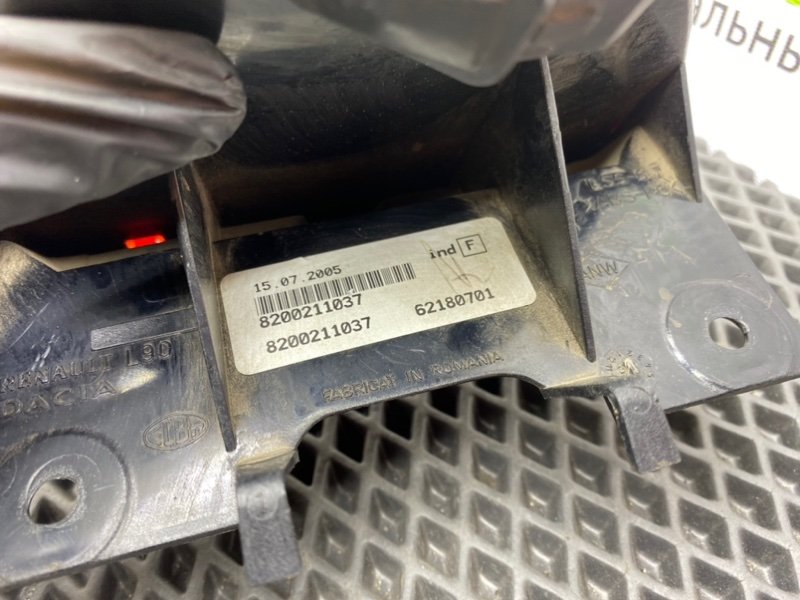 АЛЬНЫ
15.07.2005
ind F
8200211037
62180701
8200211037
RENAULT L90
DACIA
FABRICAT IN ROMANIA